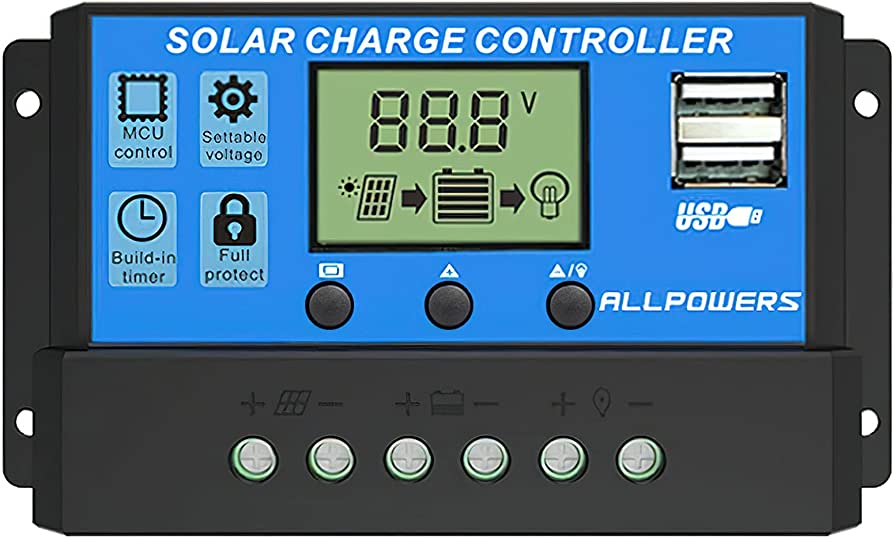 SOLAR CHARGE CONTROLLER
MCU
control
Settable
voltage
Build-in
timer
Full
protect
88.8 V
USB
ALLPOWERS
+ −
+ −
+ −